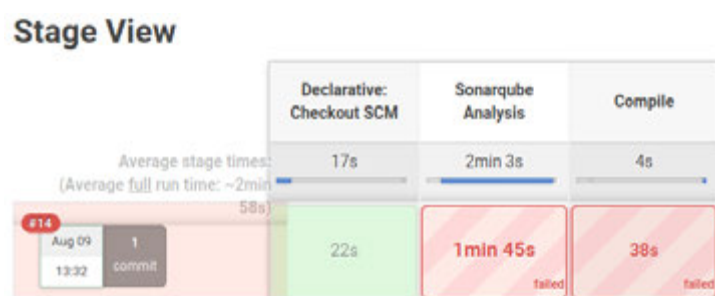 Stage View
Declarative:
Checkout SCM
Sonarqube
Analysis
Compile
Average stage times:
(Average full run time: ~2min
58s)
17s
2min 3s
4s
#14
Aug 09
13:32
1
commit
22s
1min 45s
failed
38s
failed